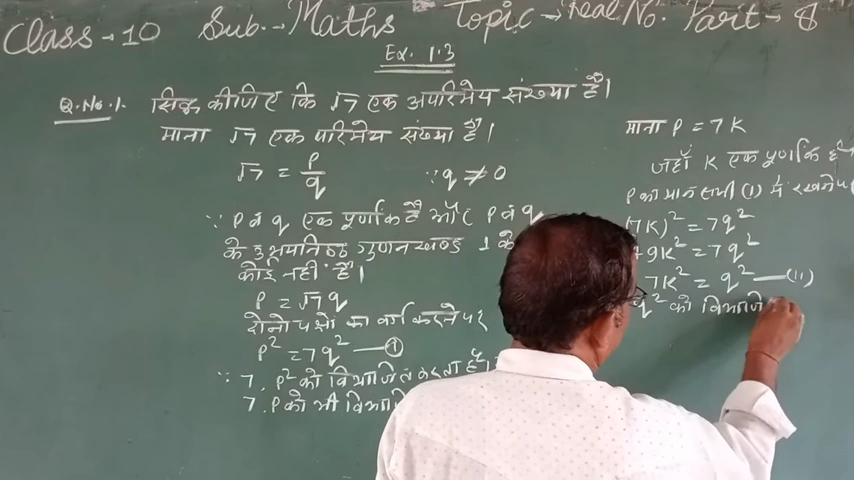 Class → 10 Sub. → Maths Topic → Real No. Part → 8
Ex. 1.3
Q.No.1. सिद्ध कीजिए कि √7 एक अपरिमेय संख्या है।
माना √7 एक परिमेय संख्या है।
√7 = p/q ∵ q ≠ 0
∵ P व q एक पूर्णांक है और P व q
के उभयनिष्ठ गुणनखण्ड 1 के
कोई नहीं है।
P = √7 q
दोनो पक्षों का वर्ग करने पर
P² = 7q² — ①
∵ 7, P² को विभाजित करता है।
7, P को भी
माना P = 7K
जहाँ K एक पूर्णांक है
P का मान समी (1) में रखने पर
7K)² = 7q²
9K² = 7q²
7K² = q² — (ii)
q² को विभाजि